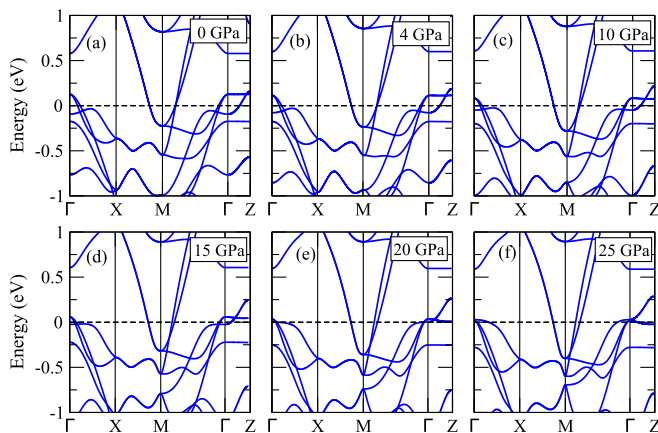 1
0.5
0
-0.5
-1
Energy (eV)
(a)
0 GPa
Γ X M Γ Z
(b)
4 GPa
Γ X M Γ Z
(c)
10 GPa
Γ X M Γ Z
1
0.5
0
-0.5
-1
Energy (eV)
(d)
15 GPa
Γ X M Γ Z
(e)
20 GPa
Γ X M Γ Z
(f)
25 GPa
Γ X M Γ Z